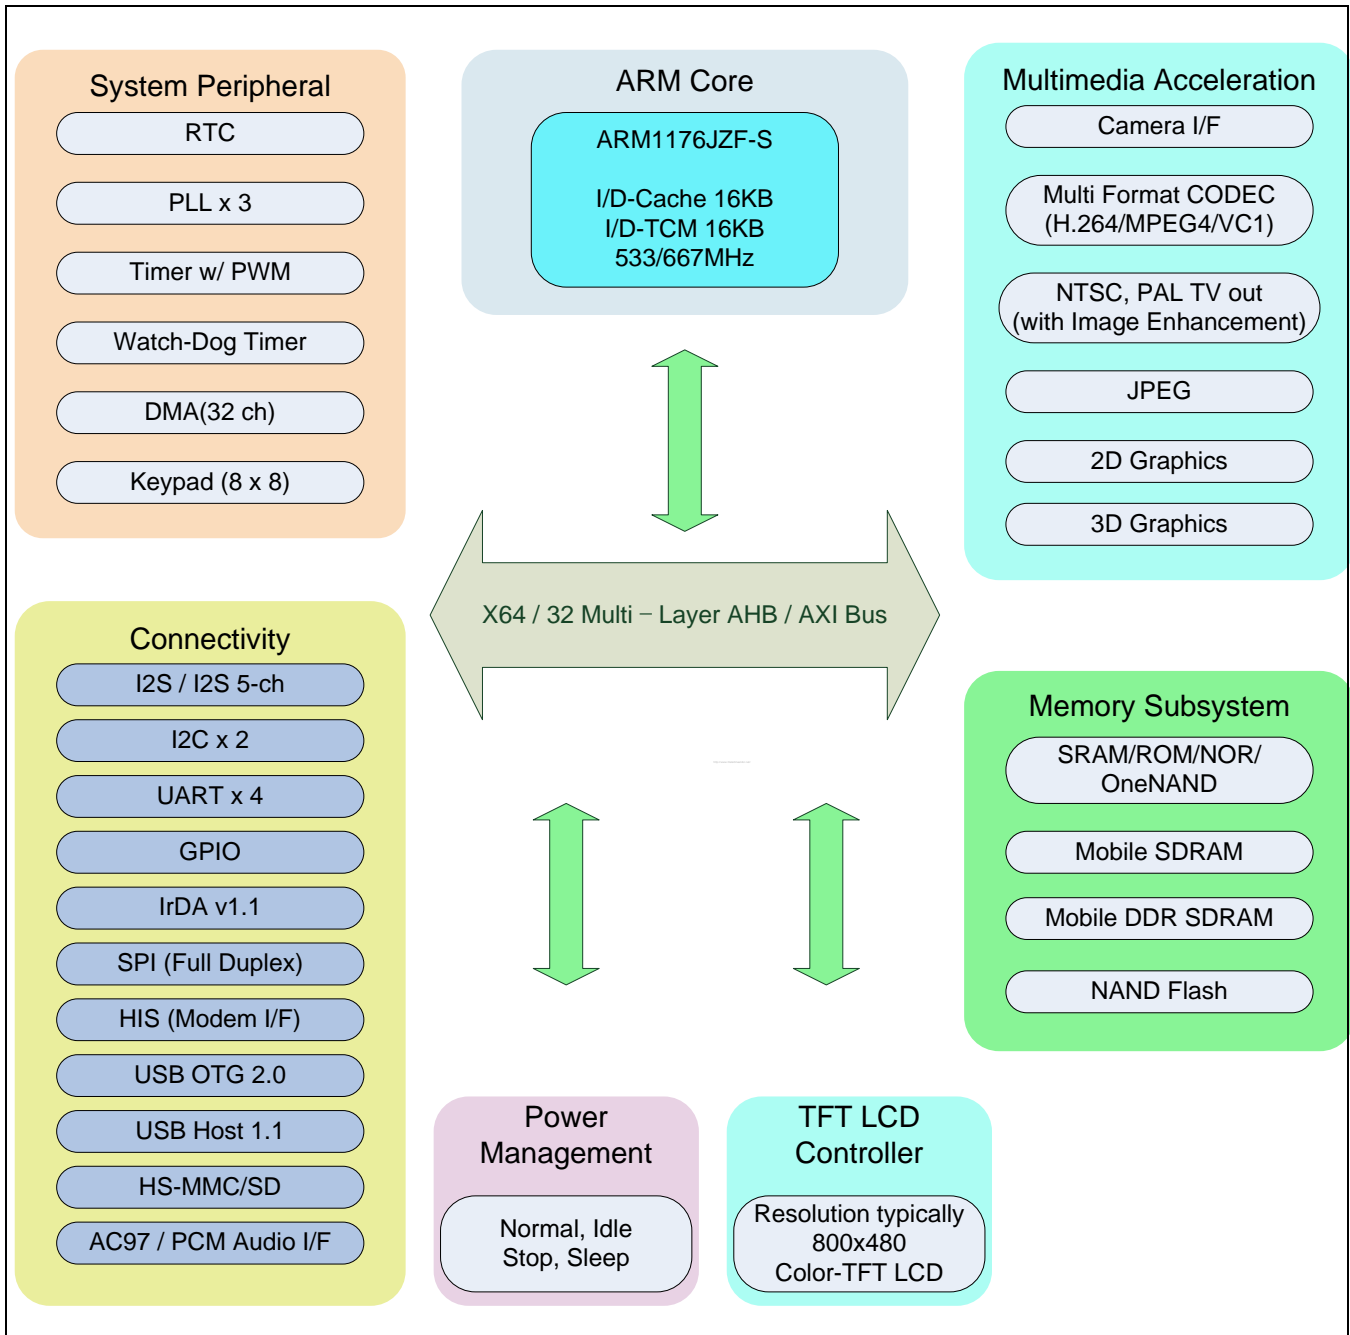 System Peripheral
RTC
PLL x 3
Timer w/ PWM
Watch-Dog Timer
DMA(32 ch)
Keypad (8 x 8)
ARM Core
ARM1176JZF-S
I/D-Cache 16KB
I/D-TCM 16KB
533/667MHz
Multimedia Acceleration
Camera I/F
Multi Format CODEC
(H.264/MPEG4/VC1)
NTSC, PAL TV out
(with Image Enhancement)
JPEG
2D Graphics
3D Graphics
X64 / 32 Multi – Layer AHB / AXI Bus
Connectivity
I2S / I2S 5-ch
I2C x 2
UART x 4
GPIO
IrDA v1.1
SPI (Full Duplex)
HIS (Modem I/F)
USB OTG 2.0
USB Host 1.1
HS-MMC/SD
AC97 / PCM Audio I/F
Memory Subsystem
SRAM/ROM/NOR/
OneNAND
Mobile SDRAM
Mobile DDR SDRAM
NAND Flash
Power
Management
Normal, Idle
Stop, Sleep
TFT LCD
Controller
Resolution typically
800x480
Color-TFT LCD